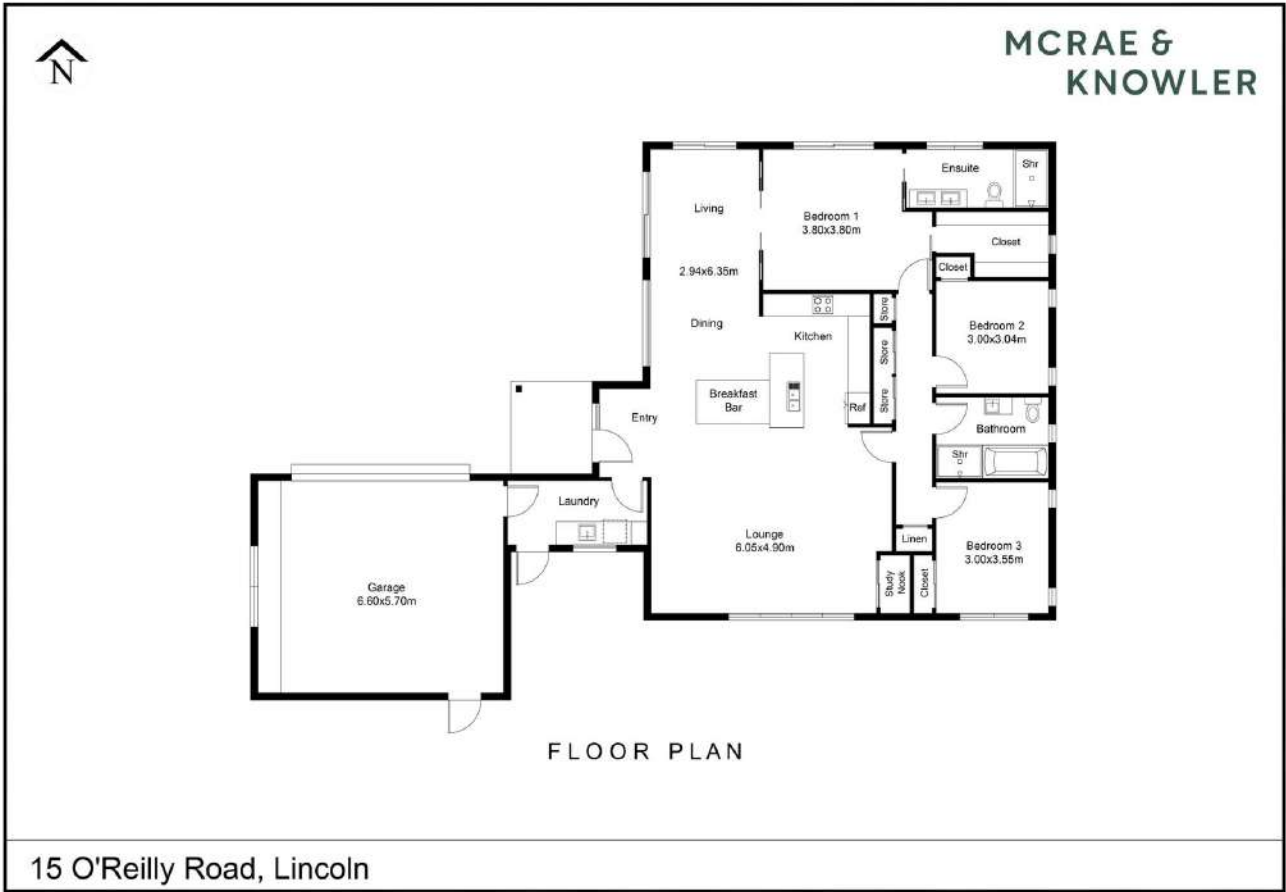 N
MCRAE &
KNOWLER
Ensuite
Shr
Living
Bedroom 1
3.80x3.80m
Closet
2.94x6.35m
Closet
Store
Dining
Kitchen
Bedroom 2
3.00x3.04m
Store
Breakfast
Bar
Ref
Store
Entry
Bathroom
Shr
Laundry
Lounge
6.05x4.90m
Linen
Bedroom 3
3.00x3.55m
Garage
6.60x5.70m
Study
Nook
Closet
FLOOR PLAN
15 O'Reilly Road, Lincoln